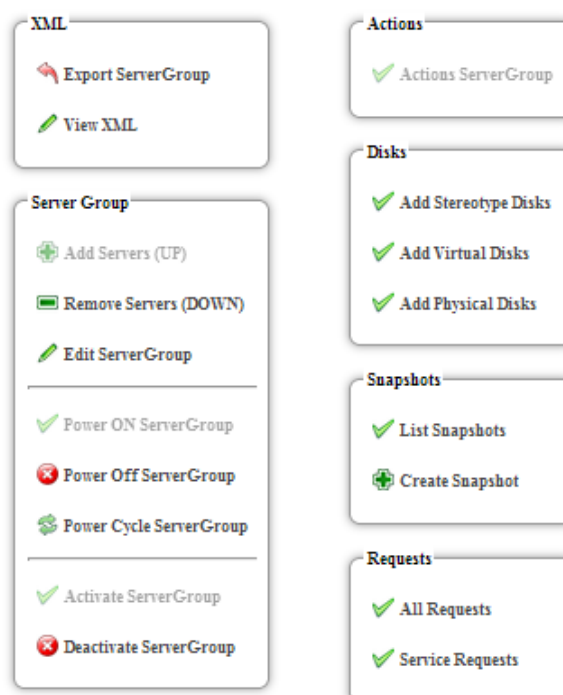 XML
Export ServerGroup
View XML
Server Group
Add Servers (UP)
Remove Servers (DOWN)
Edit ServerGroup
Power ON ServerGroup
Power Off ServerGroup
Power Cycle ServerGroup
Activate ServerGroup
Deactivate ServerGroup
Actions
Actions ServerGroup
Disks
Add Stereotype Disks
Add Virtual Disks
Add Physical Disks
Snapshots
List Snapshots
Create Snapshot
Requests
All Requests
Service Requests